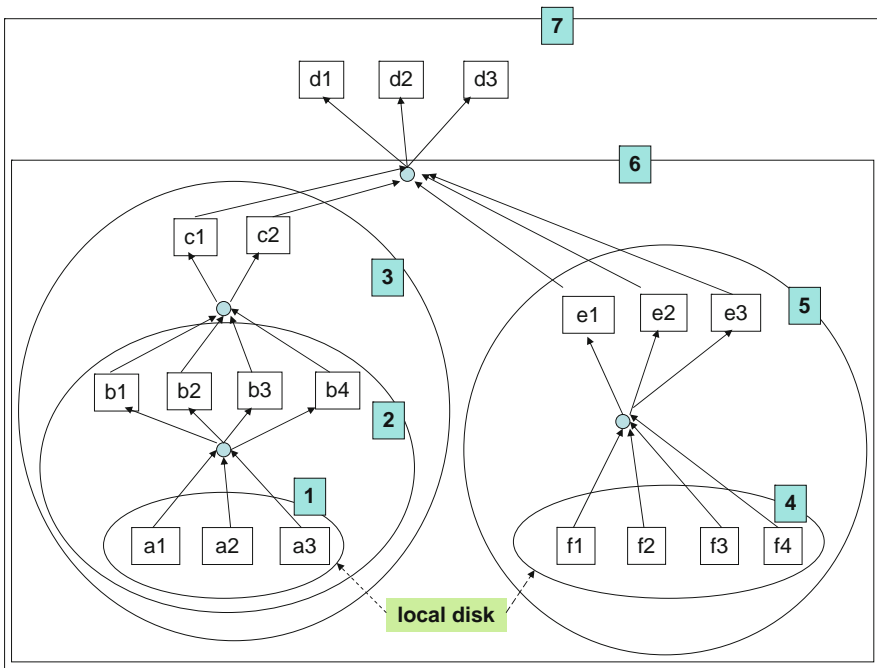 7
d1 d2 d3
6
c1 c2
3
e1 e2 e3
5
b1 b2 b3 b4
2
1
4
a1 a2 a3
f1 f2 f3 f4
local disk